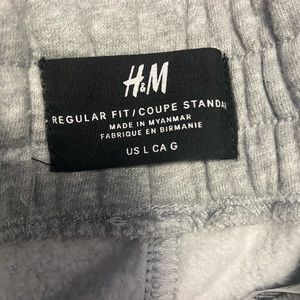 H&M
REGULAR FIT/COUPE STANDA
MADE IN MYANMAR
FABRIQUE EN BIRMANIE
US L CA G